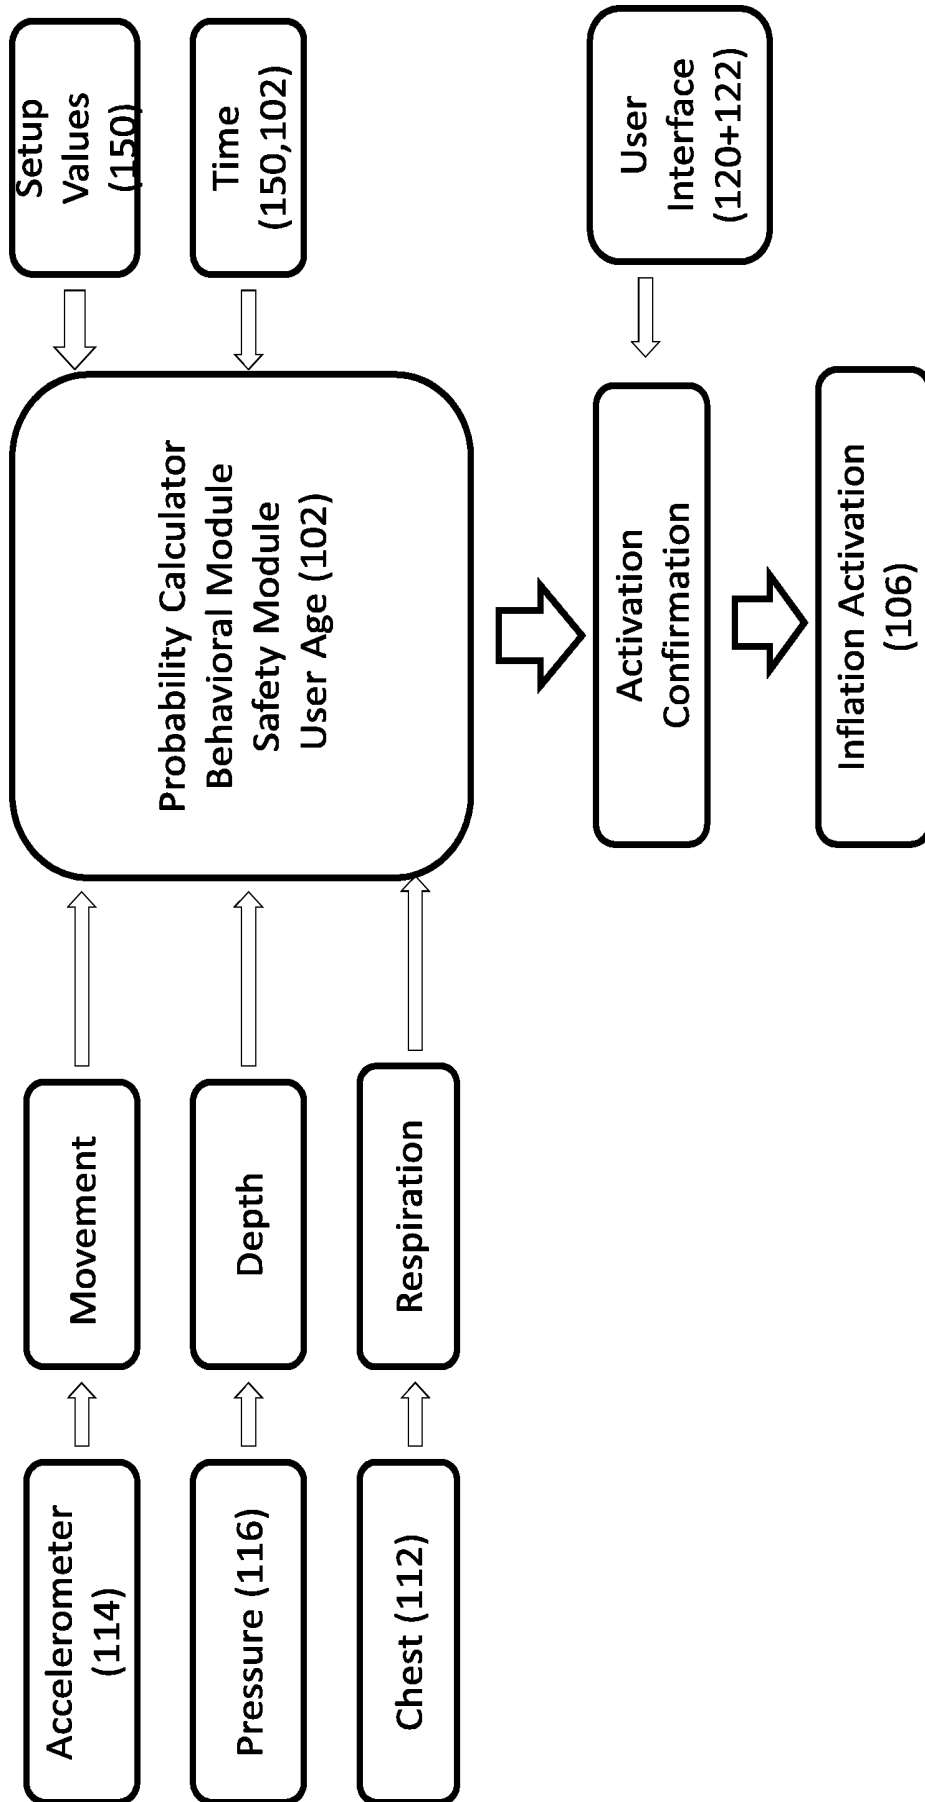 Accelerometer
(114)
Movement
Probability Calculator
Behavioral Module
Safety Module
User Age (102)
Setup
Values
(150)
Pressure (116)
Depth
Time
(150,102)
Chest (112)
Respiration
Activation
Confirmation
User
Interface
(120+122)
Inflation Activation
(106)